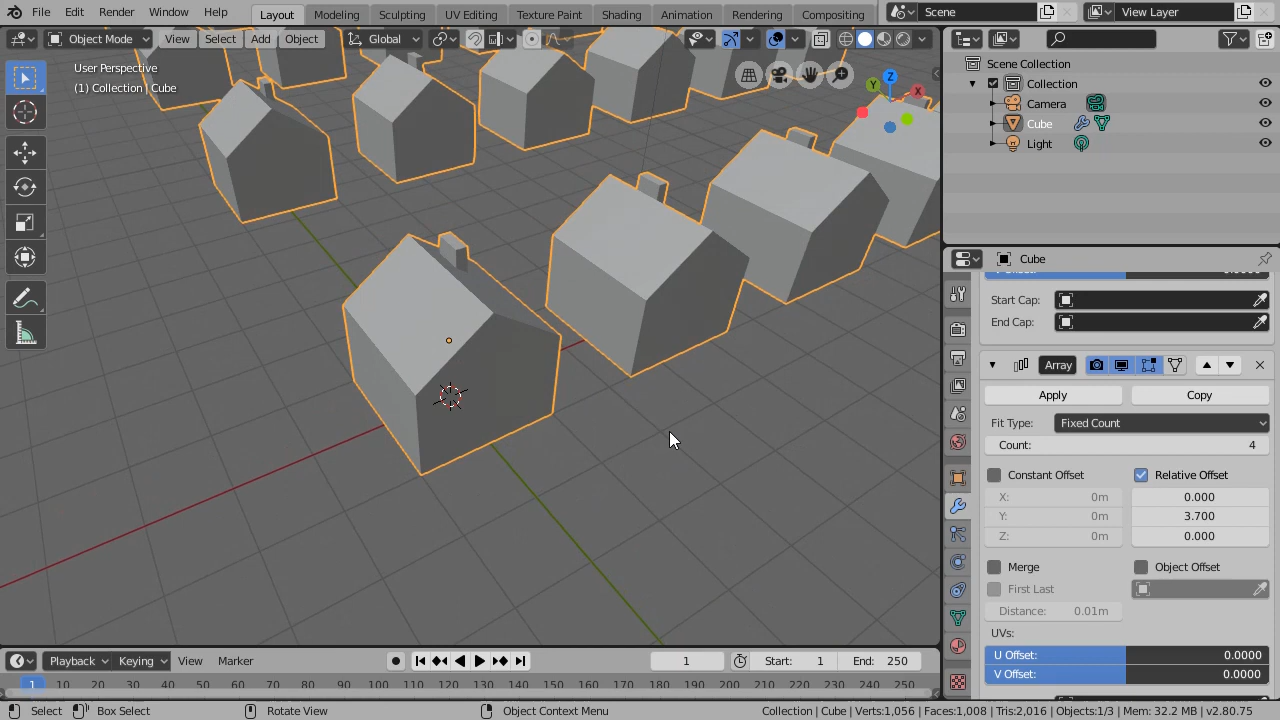 File Edit Render Window Help Layout Modeling Sculpting UV Editing Texture Paint Shading Animation Rendering Compositing Scene View Layer
Object Mode View Select Add Object Global
User Perspective
(1) Collection | Cube
Z
Y
X
Scene Collection
Collection
Camera
Cube
Light
Cube
Start Cap:
End Cap:
Array
Apply Copy
Fit Type: Fixed Count
Count: 4
Constant Offset Relative Offset
X: 0m 0.000
Y: 0m 3.700
Z: 0m 0.000
Merge Object Offset
First Last
Distance: 0.01m
UVs:
U Offset: 0.0000
V Offset: 0.0000
Playback Keying View Marker 1 Start: 1 End: 250
1 10 20 30 40 50 60 70 80 90 100 110 120 130 140 150 160 170 180 190 200 210 220 230 240 250
Select Box Select Rotate View Object Context Menu Collection | Cube | Verts:1,056 | Faces:1,008 | Tris:2,016 | Objects:1/3 | Mem: 32.2 MB | v2.80.75